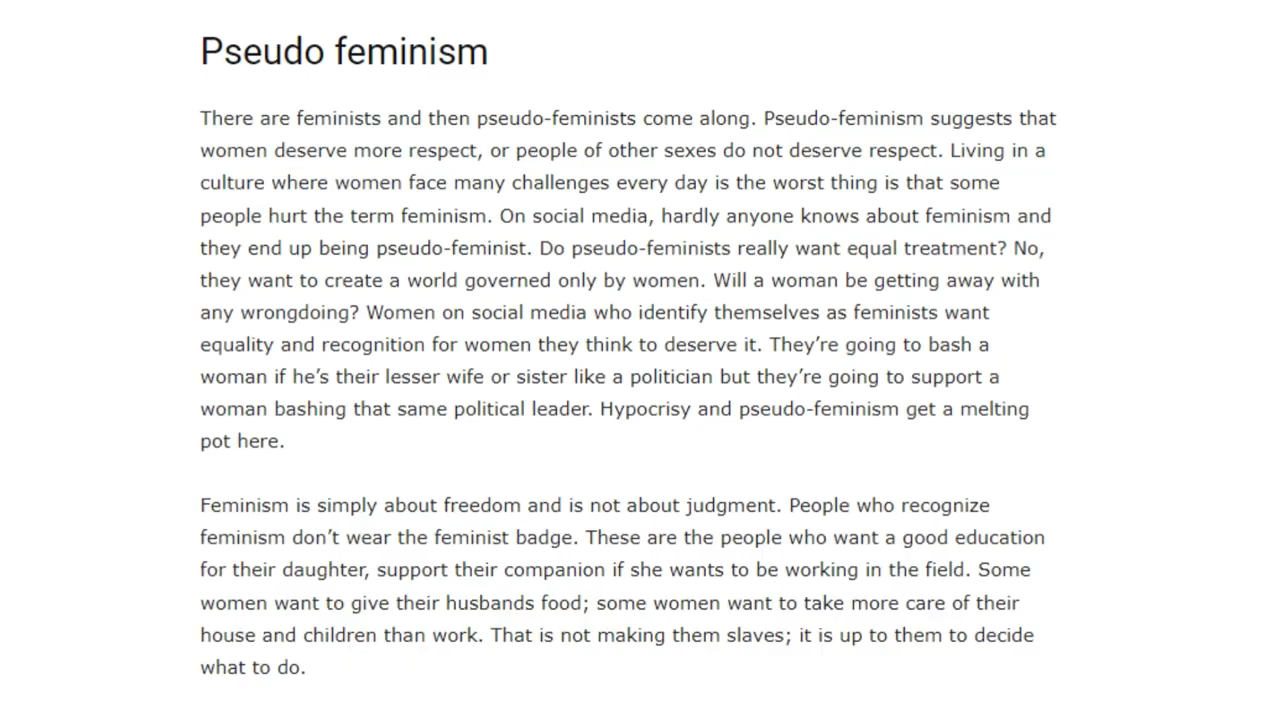 Pseudo feminism
There are feminists and then pseudo-feminists come along. Pseudo-feminism suggests that
women deserve more respect, or people of other sexes do not deserve respect. Living in a
culture where women face many challenges every day is the worst thing is that some
people hurt the term feminism. On social media, hardly anyone knows about feminism and
they end up being pseudo-feminist. Do pseudo-feminists really want equal treatment? No,
they want to create a world governed only by women. Will a woman be getting away with
any wrongdoing? Women on social media who identify themselves as feminists want
equality and recognition for women they think to deserve it. They’re going to bash a
woman if he’s their lesser wife or sister like a politician but they’re going to support a
woman bashing that same political leader. Hypocrisy and pseudo-feminism get a melting
pot here.
Feminism is simply about freedom and is not about judgment. People who recognize
feminism don’t wear the feminist badge. These are the people who want a good education
for their daughter, support their companion if she wants to be working in the field. Some
women want to give their husbands food; some women want to take more care of their
house and children than work. That is not making them slaves; it is up to them to decide
what to do.